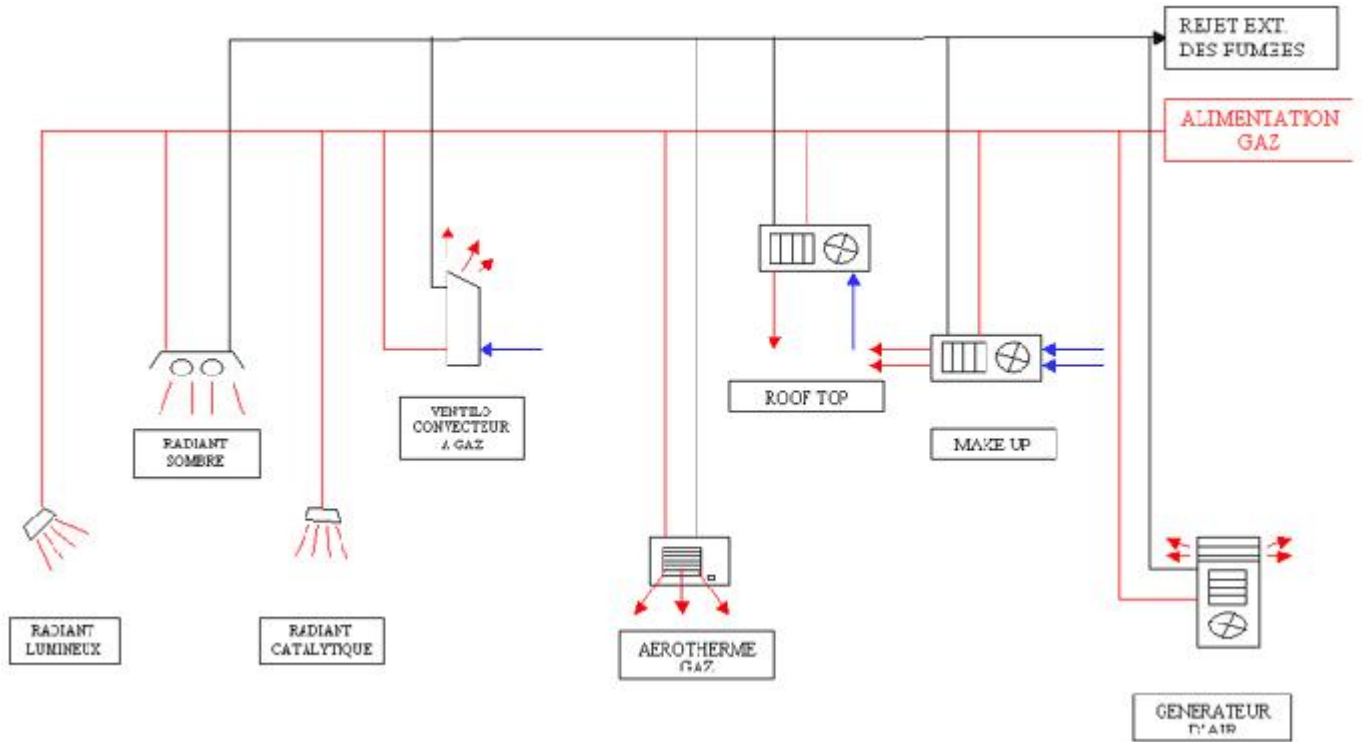 REJET EXT.
DES FUMEES
ALIMENTATION
GAZ
ROOF TOP
VENTILO
CONVECTEUR
A GAZ
RADIANT
SOMBRE
MAKE UP
RADIANT
LUMINEUX
RADIANT
CATALYTIQUE
AEROTHERME
GAZ
GENERATEUR
D'AIR